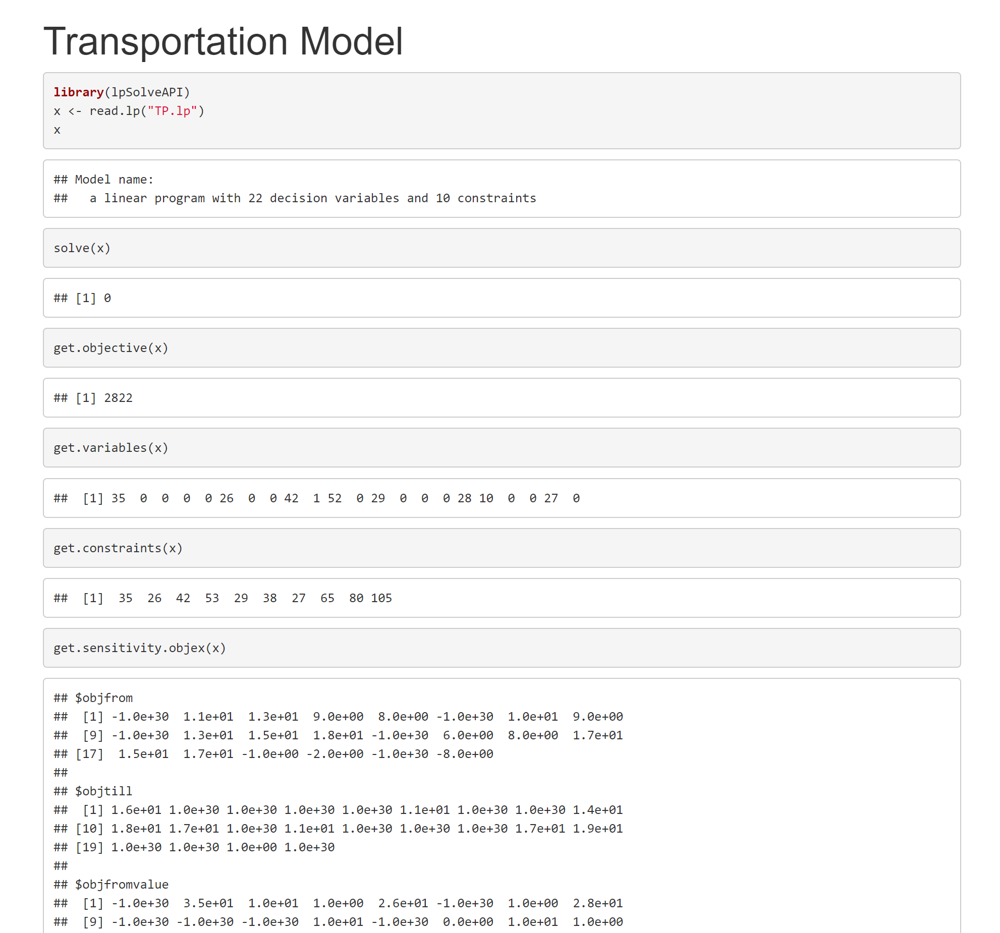 Transportation Model
library(lpSolveAPI)
x <- read.lp("TP.lp")
x
## Model name:
##   a linear program with 22 decision variables and 10 constraints
solve(x)
## [1] 0
get.objective(x)
## [1] 2822
get.variables(x)
##  [1] 35  0  0  0  0 26  0  0 42  1 52  0 29  0  0  0 28 10  0  0 27  0
get.constraints(x)
##  [1]  35  26  42  53  29  38  27  65  80 105
get.sensitivity.objex(x)
## $objfrom
##  [1] -1.0e+30  1.1e+01  1.3e+01  9.0e+00  8.0e+00 -1.0e+30  1.0e+01  9.0e+00
##  [9] -1.0e+30  1.3e+01  1.5e+01  1.8e+01 -1.0e+30  6.0e+00  8.0e+00  1.7e+01
## [17]  1.5e+01  1.7e+01 -1.0e+00 -2.0e+00 -1.0e+30 -8.0e+00
##
## $objtill
##  [1] 1.6e+01 1.0e+30 1.0e+30 1.0e+30 1.0e+30 1.1e+01 1.0e+30 1.0e+30 1.4e+01
## [10] 1.8e+01 1.7e+01 1.0e+30 1.1e+01 1.0e+30 1.0e+30 1.0e+30 1.7e+01 1.9e+01
## [19] 1.0e+30 1.0e+30 1.0e+00 1.0e+30
##
## $objfromvalue
##  [1] -1.0e+30  3.5e+01  1.0e+01  1.0e+00  2.6e+01 -1.0e+30  1.0e+00  2.8e+01
##  [9] -1.0e+30 -1.0e+30 -1.0e+30  1.0e+01 -1.0e+30  0.0e+00  1.0e+01  1.0e+00